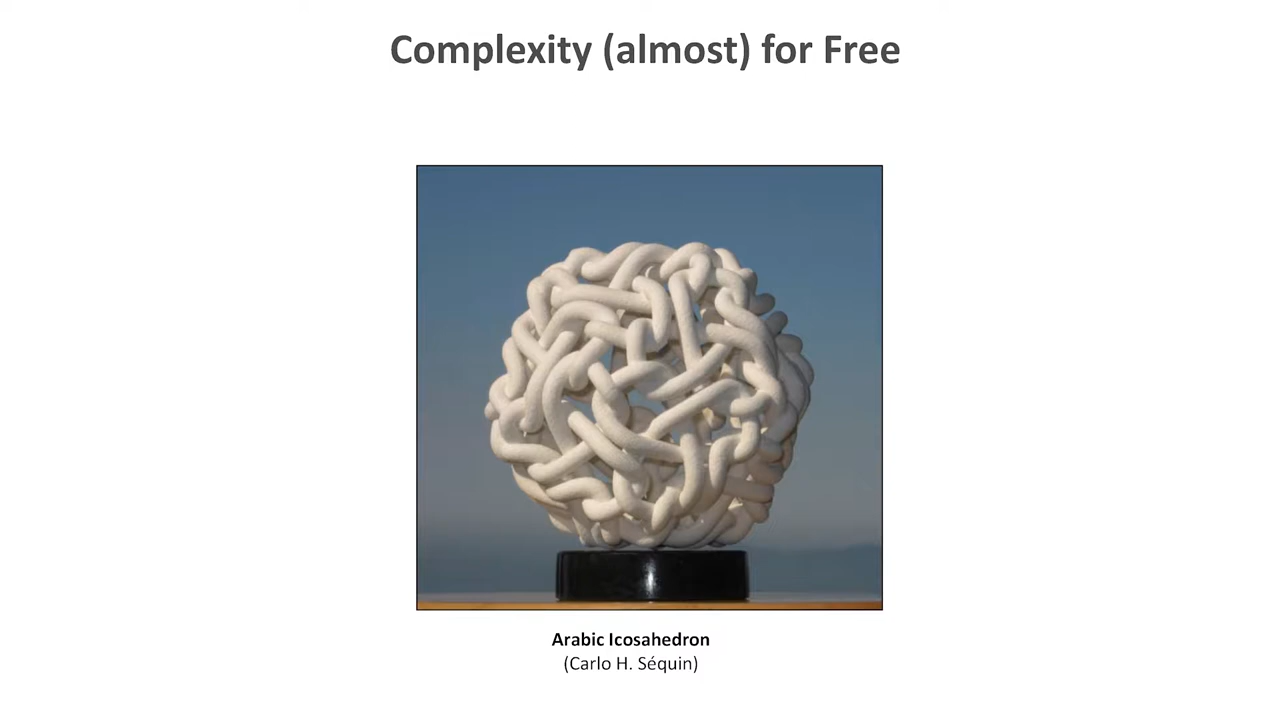 Complexity (almost) for Free
Arabic Icosahedron
(Carlo H. Séquin)